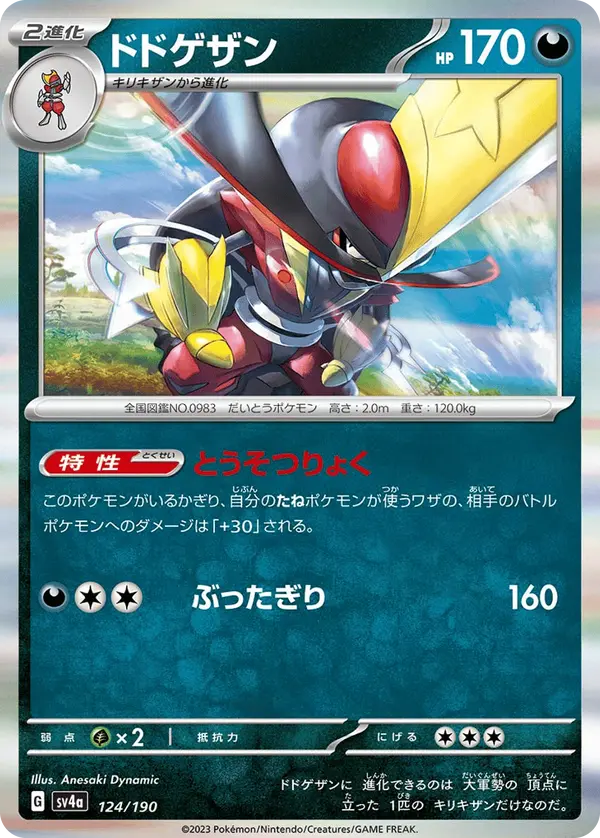 2進化
ドドゲザン
HP 170
キリキザンから進化
全国図鑑NO.0983 だいとうポケモン 高さ:2.0m 重さ:120.0kg
特性 とくせい とうそつりょく
このポケモンがいるかぎり、自分のたねポケモンが使うワザの、相手のバトル
ポケモンへのダメージは「+30」される。
ぶったぎり 160
弱点 ×2 抵抗力 にげる
Illus. Anesaki Dynamic
G sv4a 124/190
ドドゲザンに 進化できるのは 大軍勢の 頂点に
立った 1匹の キリキザンだけなのだ。
©2023 Pokémon/Nintendo/Creatures/GAME FREAK.